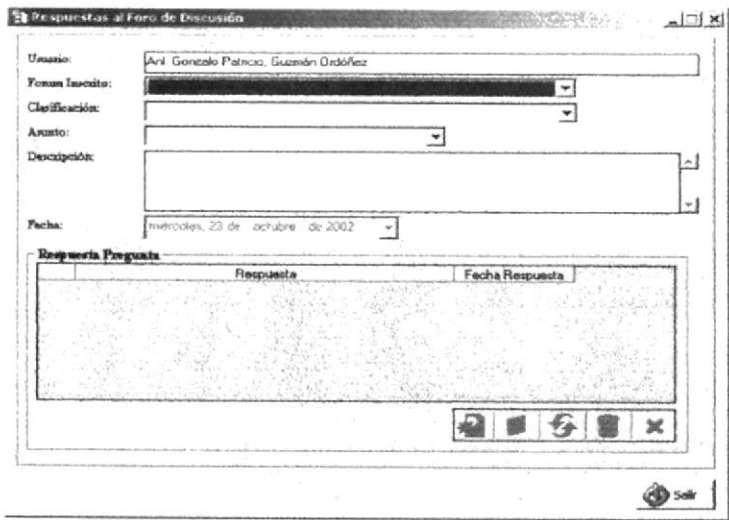 Respuestas al Foro de Discusión
Usuario: Anl. Gonzalo Patricio, Guzmán Ordóñez
Forum Inscrito:
Clasificación:
Asunto:
Descripción:
Fecha: miércoles, 23 de octubre de 2002
Respuesta Pregunta
Respuesta Fecha Respuesta
Salir